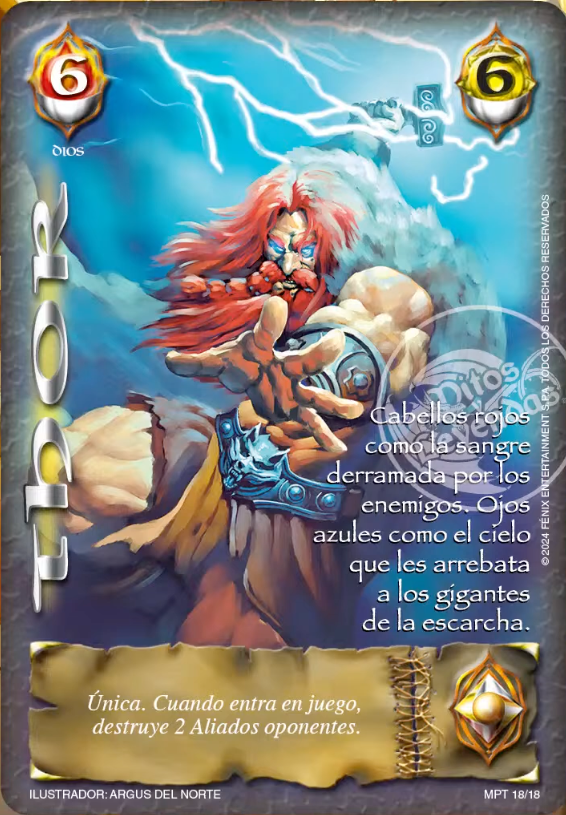 6
6
DIOS
THOR
Mitos
y Leyendas
Cabellos rojos
como la sangre
derramada por los
enemigos. Ojos
azules como el cielo
que les arrebata
a los gigantes
de la escarcha.
© 2024 FÉNIX ENTERTAINMENT S.P.A. TODOS LOS DERECHOS RESERVADOS
Única. Cuando entra en juego,
destruye 2 Aliados oponentes.
ILUSTRADOR: ARGUS DEL NORTE
MPT 18/18